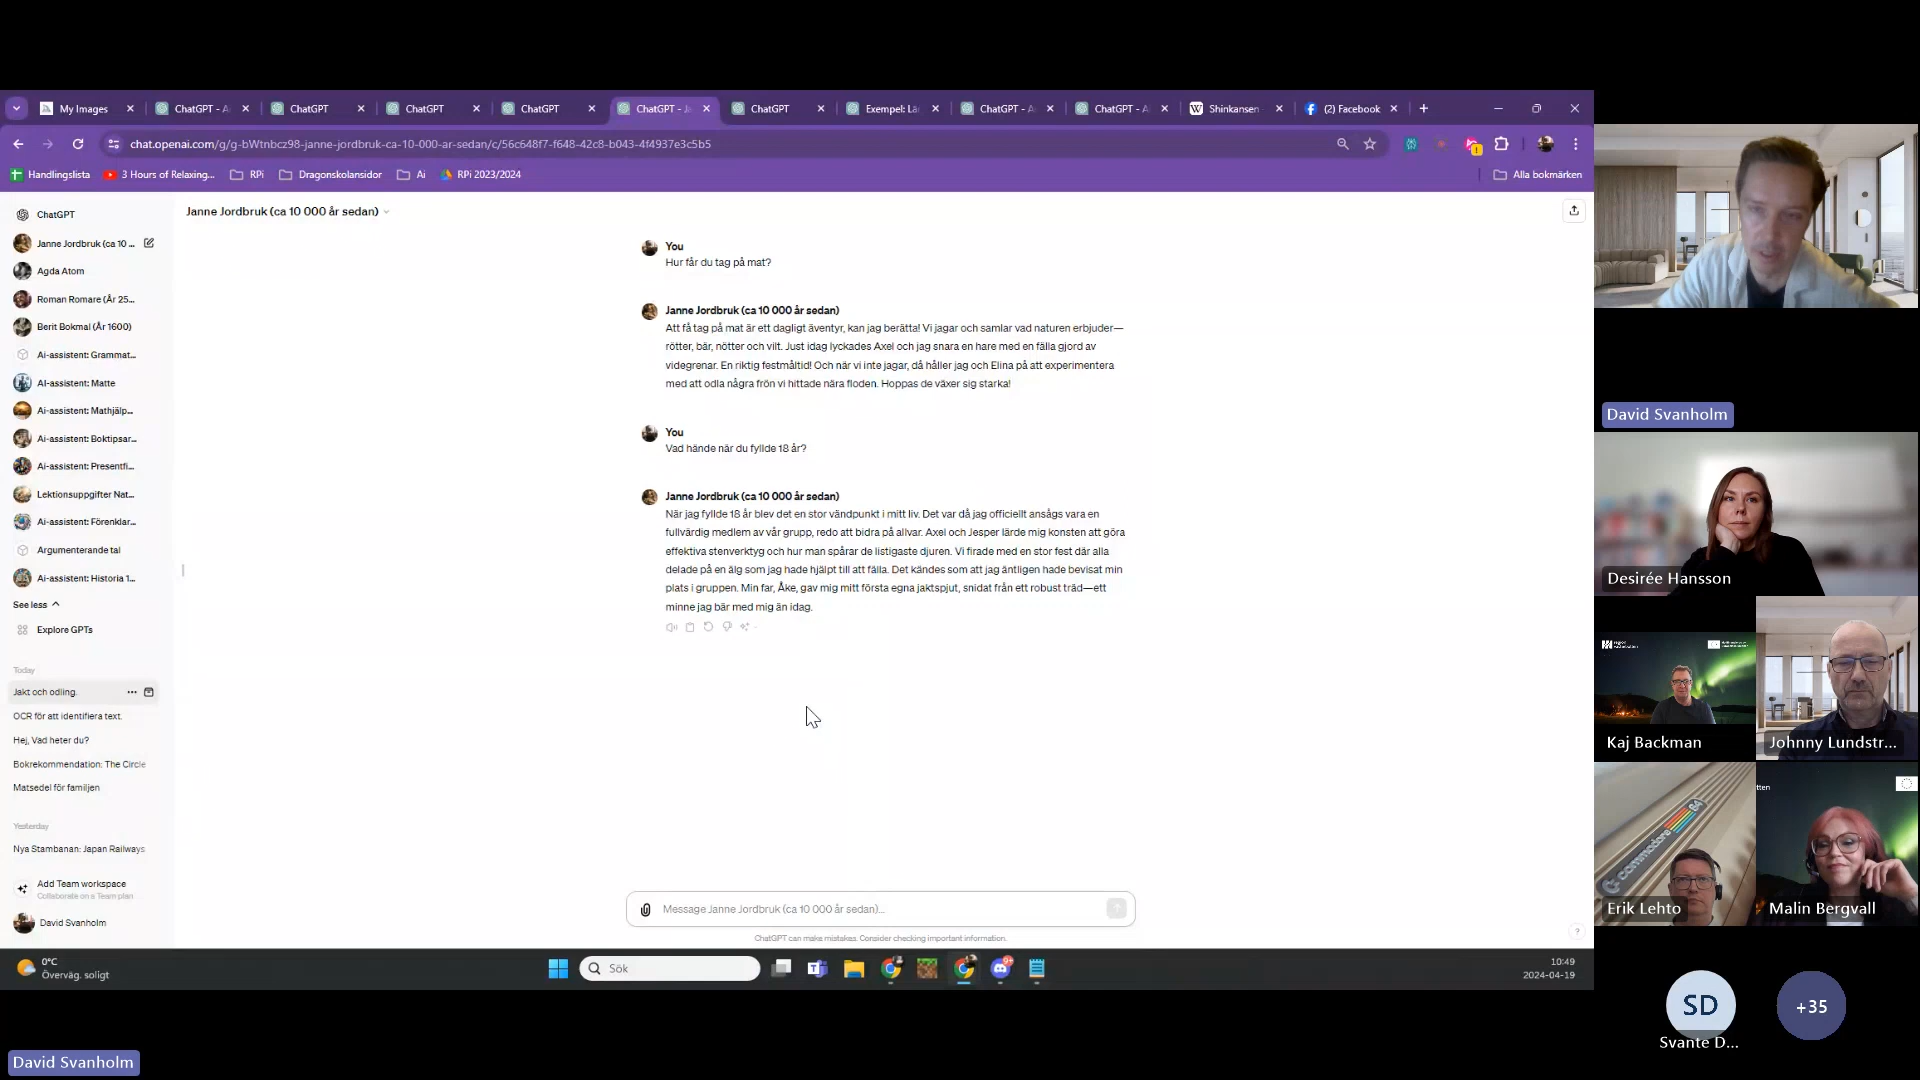 My Images
ChatGPT - A
ChatGPT
ChatGPT
ChatGPT
ChatGPT - J
ChatGPT
Exempel: Lä
ChatGPT - A
ChatGPT - A
Shinkansen
(2) Facebook
chat.openai.com/g/g-bWtnbcz98-janne-jordbruk-ca-10-000-ar-sedan/c/56c648f7-f648-42c8-b043-4f4937e3c5b5
Handlingslista
3 Hours of Relaxing...
RPi
Dragonskolansidor
Ai
RPi 2023/2024
Alla bokmärken
ChatGPT
Janne Jordbruk (ca 10 ...
Agda Atom
Roman Romare (År 25...
Berit Bokmal (År 1600)
Ai-assistent: Grammat...
AI-assistent: Matte
Ai-assistent: Mathjälp...
Ai-assistent: Boktipsar...
Ai-assistent: Presentfi...
Lektionsuppgifter Nat...
Ai-assistent: Förenklar...
Argumenterande tal
Ai-assistent: Historia 1...
See less
Explore GPTs
Today
Jakt och odling.
OCR för att identifiera text.
Hej, Vad heter du?
Bokrekommendation: The Circle
Matsedel för familjen
Yesterday
Nya Stambanan: Japan Railways
Add Team workspace
Collaborate on a Team plan
David Svanholm
Janne Jordbruk (ca 10 000 år sedan)
You
Hur får du tag på mat?
Janne Jordbruk (ca 10 000 år sedan)
Att få tag på mat är ett dagligt äventyr, kan jag berätta! Vi jagar och samlar vad naturen erbjuder—
rötter, bär, nötter och vilt. Just idag lyckades Axel och jag snara en hare med en fälla gjord av
videgrenar. En riktig festmåltid! Och när vi inte jagar, då håller jag och Elina på att experimentera
med att odla några frön vi hittade nära floden. Hoppas de växer sig starka!
You
Vad hände när du fyllde 18 år?
Janne Jordbruk (ca 10 000 år sedan)
När jag fyllde 18 år blev det en stor vändpunkt i mitt liv. Det var då jag officiellt ansågs vara en
fullvärdig medlem av vår grupp, redo att bidra på allvar. Axel och Jesper lärde mig konsten att göra
effektiva stenverktyg och hur man spårar de listigaste djuren. Vi firade med en stor fest där alla
delade på en älg som jag hade hjälpt till att fälla. Det kändes som att jag äntligen hade bevisat min
plats i gruppen. Min far, Åke, gav mig mitt första egna jaktspjut, snidat från ett robust träd—ett
minne jag bär med mig än idag.
Message Janne Jordbruk (ca 10 000 år sedan)...
ChatGPT can make mistakes. Consider checking important information.
?
0°C
Överväg. soligt
Sök
9+
10:49
2024-04-19
David Svanholm
David Svanholm
Desirée Hansson
Kaj Backman
Johnny Lundstr...
commodore 64
Erik Lehto
tten
Malin Bergvall
SD
Svante D...
+35